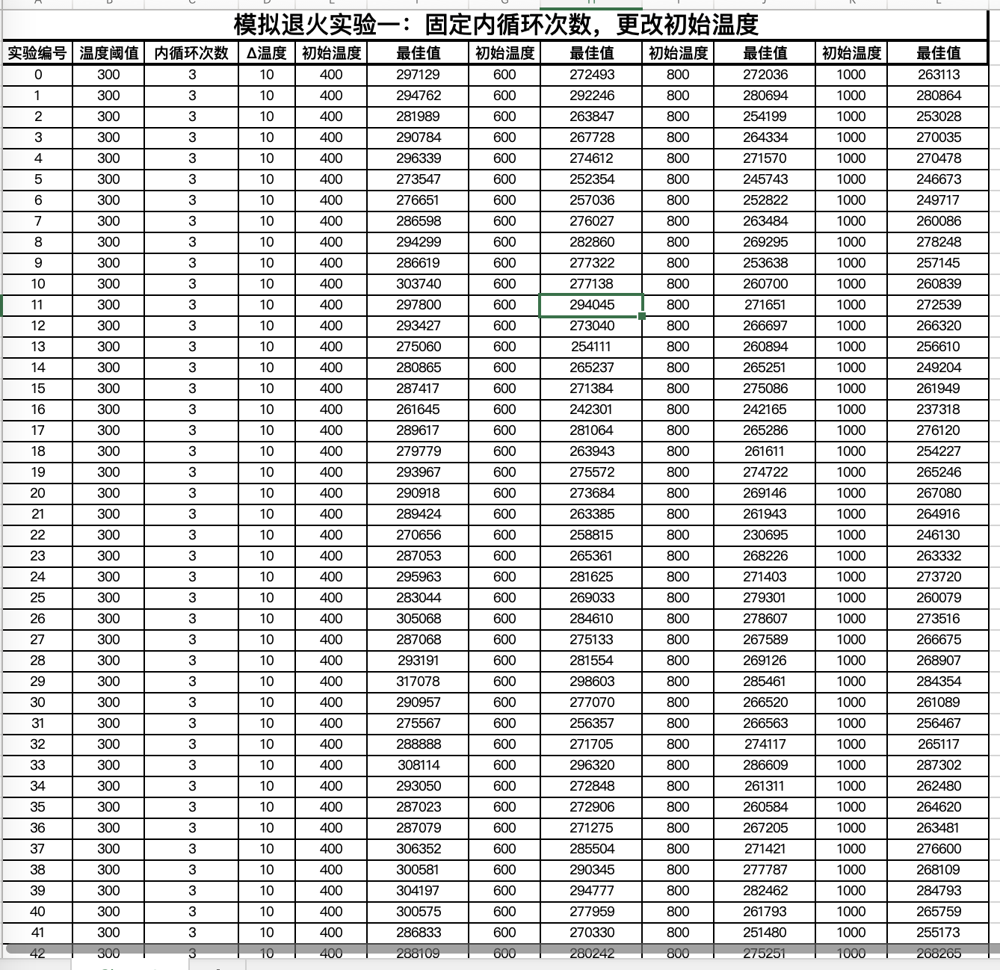 模拟退火实验一：固定内循环次数，更改初始温度
实验编号 温度阈值 内循环次数 Δ温度 初始温度 最佳值 初始温度 最佳值 初始温度 最佳值 初始温度 最佳值
0 300 3 10 400 297129 600 272493 800 272036 1000 263113
1 300 3 10 400 294762 600 292246 800 280694 1000 280864
2 300 3 10 400 281989 600 263847 800 254199 1000 253028
3 300 3 10 400 290784 600 267728 800 264334 1000 270035
4 300 3 10 400 296339 600 274612 800 271570 1000 270478
5 300 3 10 400 273547 600 252354 800 245743 1000 246673
6 300 3 10 400 276651 600 257036 800 252822 1000 249717
7 300 3 10 400 286598 600 276027 800 263484 1000 260086
8 300 3 10 400 294299 600 282860 800 269295 1000 278248
9 300 3 10 400 286619 600 277322 800 253638 1000 257145
10 300 3 10 400 303740 600 277138 800 260700 1000 260839
11 300 3 10 400 297800 600 294045 800 271651 1000 272539
12 300 3 10 400 293427 600 273040 800 266697 1000 266320
13 300 3 10 400 275060 600 254111 800 260894 1000 256610
14 300 3 10 400 280865 600 265237 800 265251 1000 249204
15 300 3 10 400 287417 600 271384 800 275086 1000 261949
16 300 3 10 400 261645 600 242301 800 242165 1000 237318
17 300 3 10 400 289617 600 281064 800 265286 1000 276120
18 300 3 10 400 279779 600 263943 800 261611 1000 254227
19 300 3 10 400 293967 600 275572 800 274722 1000 265246
20 300 3 10 400 290918 600 273684 800 269146 1000 267080
21 300 3 10 400 289424 600 263385 800 261943 1000 264916
22 300 3 10 400 270656 600 258815 800 230695 1000 246130
23 300 3 10 400 287053 600 265361 800 268226 1000 263332
24 300 3 10 400 295963 600 281625 800 271403 1000 273720
25 300 3 10 400 283044 600 269033 800 279301 1000 260079
26 300 3 10 400 305068 600 284610 800 278607 1000 273516
27 300 3 10 400 287068 600 275133 800 267589 1000 266675
28 300 3 10 400 293191 600 281554 800 269126 1000 268907
29 300 3 10 400 317078 600 298603 800 285461 1000 284354
30 300 3 10 400 290957 600 277070 800 266520 1000 261089
31 300 3 10 400 275567 600 256357 800 266563 1000 256467
32 300 3 10 400 288888 600 271705 800 274117 1000 265117
33 300 3 10 400 308114 600 296320 800 286609 1000 287302
34 300 3 10 400 293050 600 272848 800 261311 1000 262480
35 300 3 10 400 287023 600 272906 800 260584 1000 264620
36 300 3 10 400 287079 600 271275 800 267205 1000 263481
37 300 3 10 400 306352 600 285504 800 271421 1000 276600
38 300 3 10 400 300581 600 290345 800 277787 1000 268109
39 300 3 10 400 304197 600 294777 800 282462 1000 284793
40 300 3 10 400 300575 600 277959 800 261793 1000 265759
41 300 3 10 400 286833 600 270330 800 251480 1000 255173
42 300 3 10 400 288109 600 280242 800 275251 1000 268265